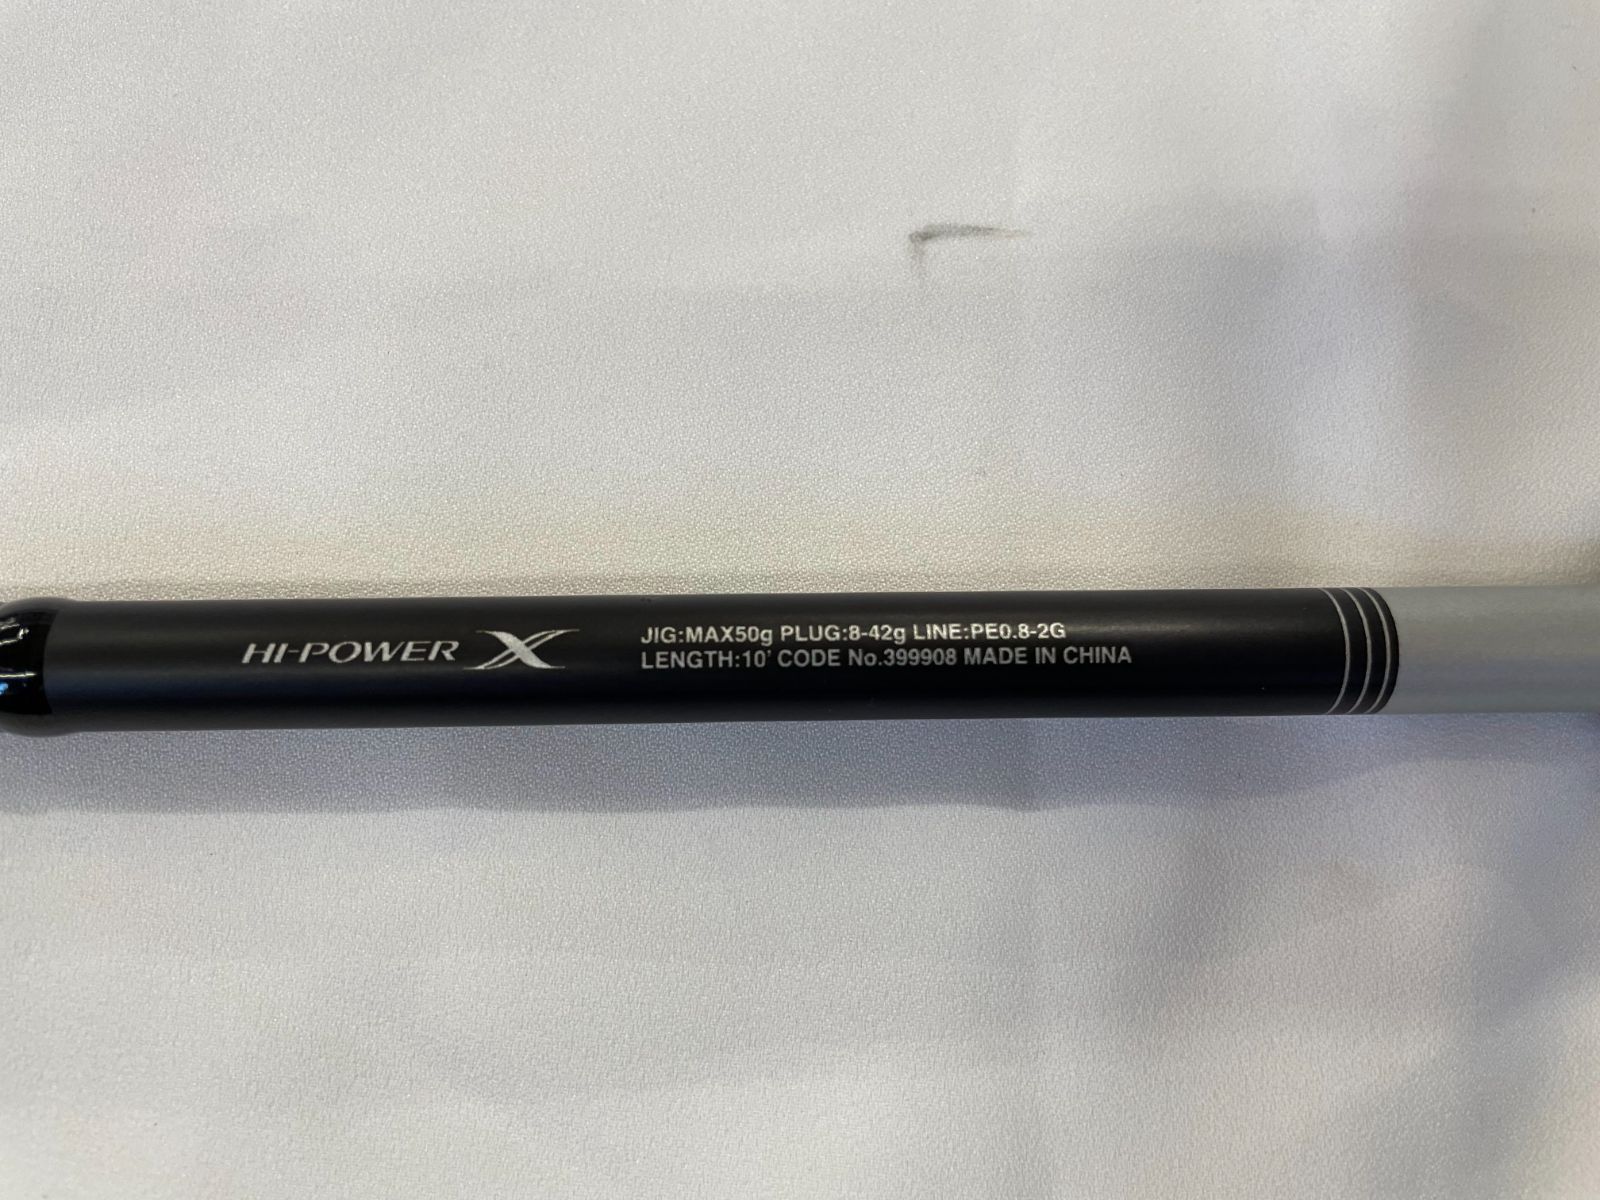 HI-POWER X
JIG:MAX50g PLUG:8-42g LINE:PE0.8-2G
LENGTH:10' CODE No.399908 MADE IN CHINA